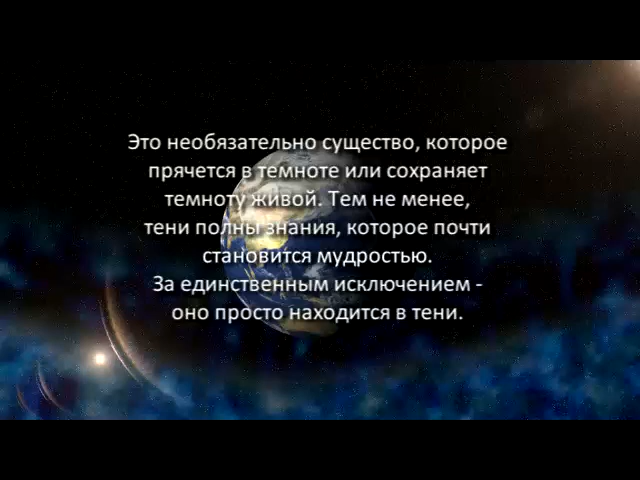 Это необязательно существо, которое
прячется в темноте или сохраняет
темноту живой. Тем не менее,
тени полны знания, которое почти
становится мудростью.
За единственным исключением -
оно просто находится в тени.